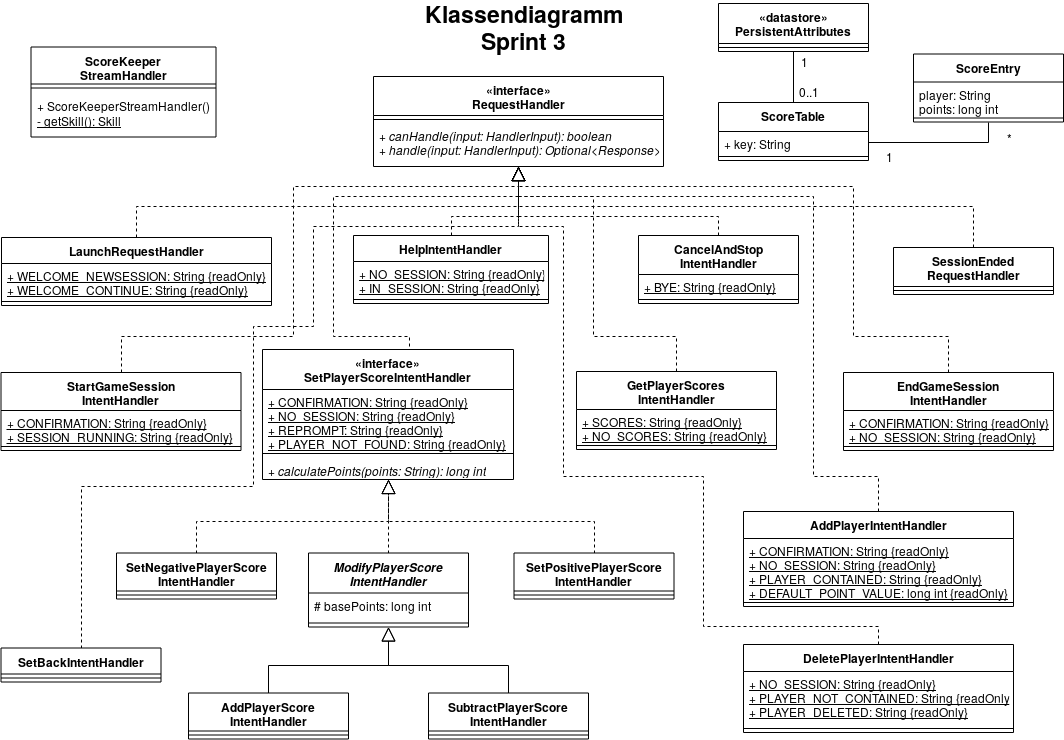 Klassendiagramm
Sprint 3
«datastore»
PersistentAttributes
1
0..1
ScoreEntry
player: String
points: long int
*
ScoreTable
+ key: String
1
ScoreKeeper
StreamHandler
+ ScoreKeeperStreamHandler()
- getSkill(): Skill
«interface»
RequestHandler
+ canHandle(input: HandlerInput): boolean
+ handle(input: HandlerInput): Optional<Response>
LaunchRequestHandler
+ WELCOME_NEWSESSION: String {readOnly}
+ WELCOME_CONTINUE: String {readOnly}
HelpIntentHandler
+ NO_SESSION: String {readOnly}
+ IN_SESSION: String {readOnly}
CancelAndStop
IntentHandler
+ BYE: String {readOnly}
SessionEnded
RequestHandler
StartGameSession
IntentHandler
+ CONFIRMATION: String {readOnly}
+ SESSION_RUNNING: String {readOnly}
«interface»
SetPlayerScoreIntentHandler
+ CONFIRMATION: String {readOnly}
+ NO_SESSION: String {readOnly}
+ REPROMPT: String {readOnly}
+ PLAYER_NOT_FOUND: String {readOnly}
+ calculatePoints(points: String): long int
GetPlayerScores
IntentHandler
+ SCORES: String {readOnly}
+ NO_SCORES: String {readOnly}
EndGameSession
IntentHandler
+ CONFIRMATION: String {readOnly}
+ NO_SESSION: String {readOnly}
AddPlayerIntentHandler
+ CONFIRMATION: String {readOnly}
+ NO_SESSION: String {readOnly}
+ PLAYER_CONTAINED: String {readOnly}
+ DEFAULT_POINT_VALUE: long int {readOnly}
SetNegativePlayerScore
IntentHandler
ModifyPlayerScore
IntentHandler
# basePoints: long int
SetPositivePlayerScore
IntentHandler
SetBackIntentHandler
DeletePlayerIntentHandler
+ NO_SESSION: String {readOnly}
+ PLAYER_NOT_CONTAINED: String {readOnly
+ PLAYER_DELETED: String {readOnly}
AddPlayerScore
IntentHandler
SubtractPlayerScore
IntentHandler